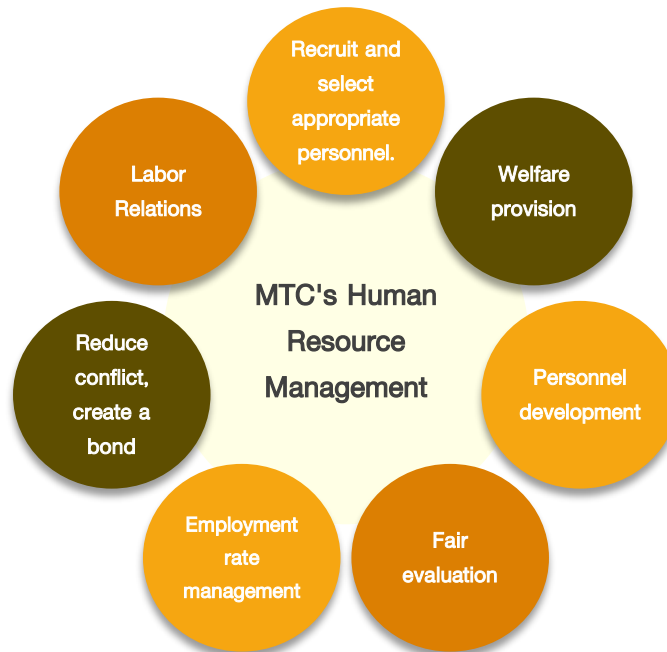 Recruit and
select
appropriate
personnel.
Welfare
provision
Personnel
development
Fair
evaluation
Employment
rate
management
Reduce
conflict,
create a
bond
Labor
Relations
MTC's Human
Resource
Management